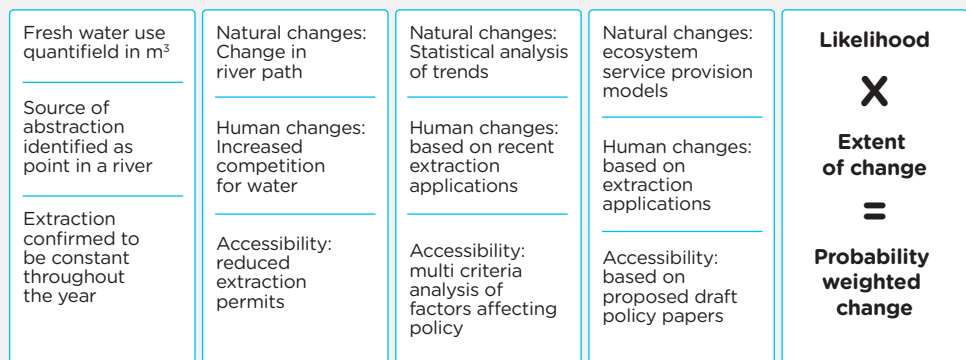 Fresh water use
quantifield in m³
Source of
abstraction
identified as
point in a river
Extraction
confirmed to
be constant
throughout
the year
Natural changes:
Change in
river path
Human changes:
Increased
competition
for water
Accessibility:
reduced
extraction
permits
Natural changes:
Statistical analysis
of trends
Human changes:
based on recent
extraction
applications
Accessibility:
multi criteria
analysis of
factors affecting
policy
Natural changes:
ecosystem
service provision
models
Human changes:
based on
extraction
applications
Accessibility:
based on
proposed draft
policy papers
Likelihood
X
Extent
of change
=
Probability
weighted
change